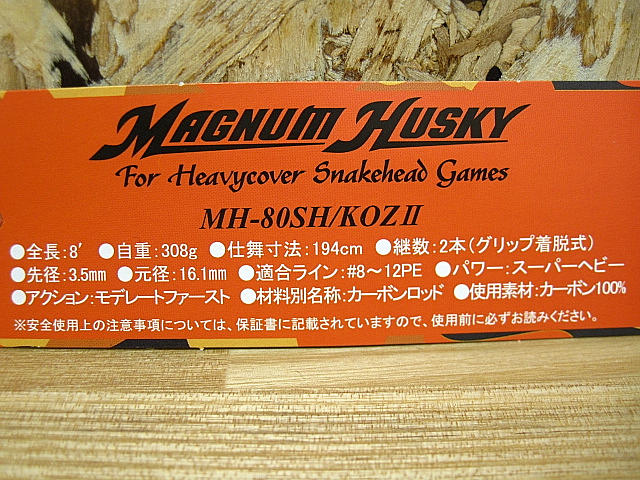 MAGNUM HUSKY
For Heavycover Snakehead Games
MH-80SH/KOZⅡ
●全長:8′ ●自重:308g ●仕舞寸法:194cm ●継数:2本(グリップ着脱式)
●先径:3.5mm ●元径:16.1mm ●適合ライン:#8～12PE ●パワー:スーパーヘビー
●アクション:モデレートファースト ●材料別名称:カーボンロッド ●使用素材:カーボン100%
※安全使用上の注意事項については、保証書に記載されていますので、使用前に必ずお読みください。